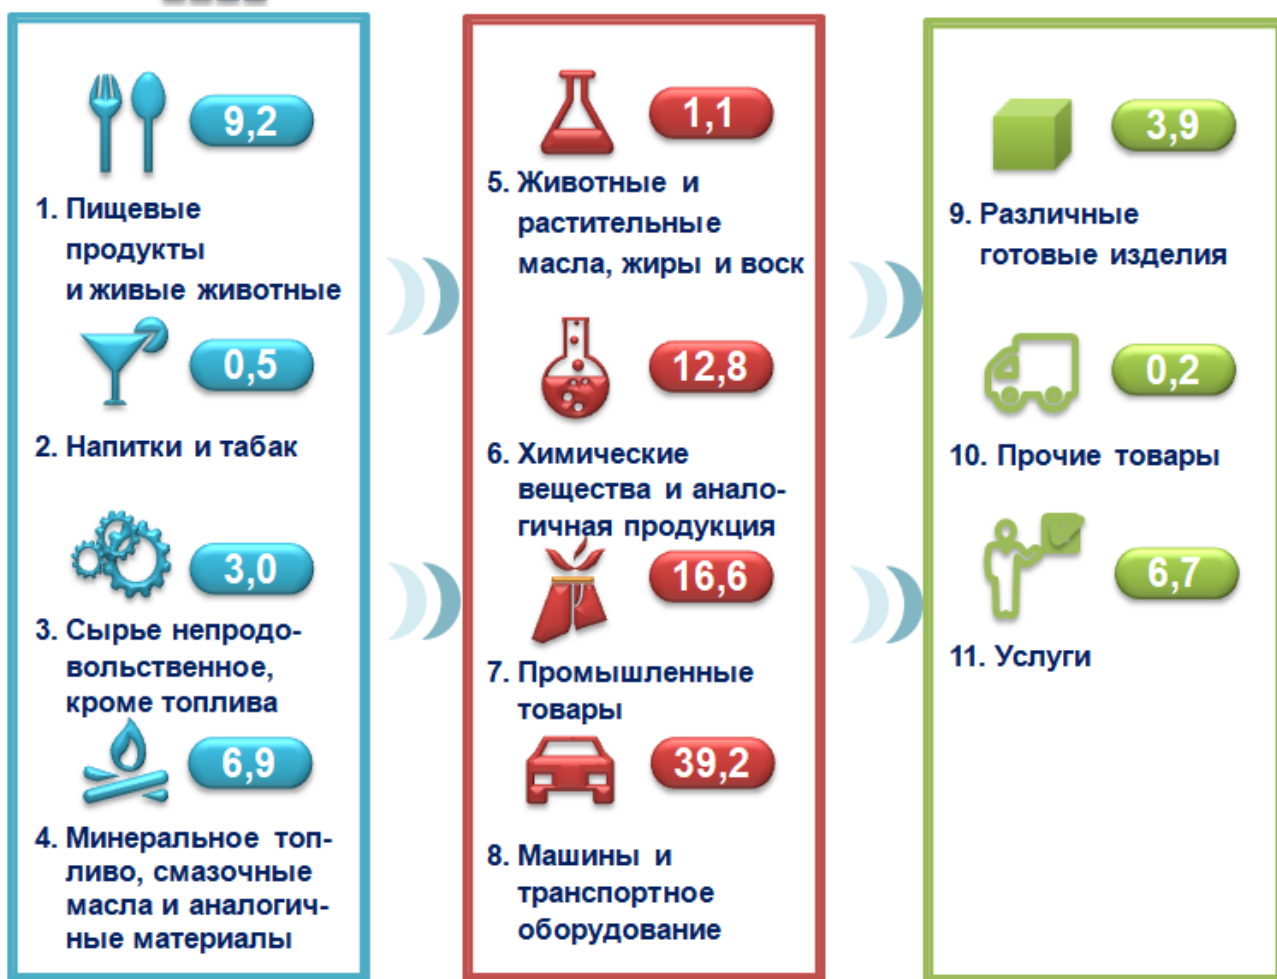 9,2
1. Пищевые
продукты
и живые животные
0,5
2. Напитки и табак
3,0
3. Сырье непродо-
вольственное,
кроме топлива
6,9
4. Минеральное топ-
ливо, смазочные
масла и аналогич-
ные материалы
1,1
5. Животные и
растительные
масла, жиры и воск
12,8
6. Химические
вещества и анало-
гичная продукция
16,6
7. Промышленные
товары
39,2
8. Машины и
транспортное
оборудование
3,9
9. Различные
готовые изделия
0,2
10. Прочие товары
6,7
11. Услуги